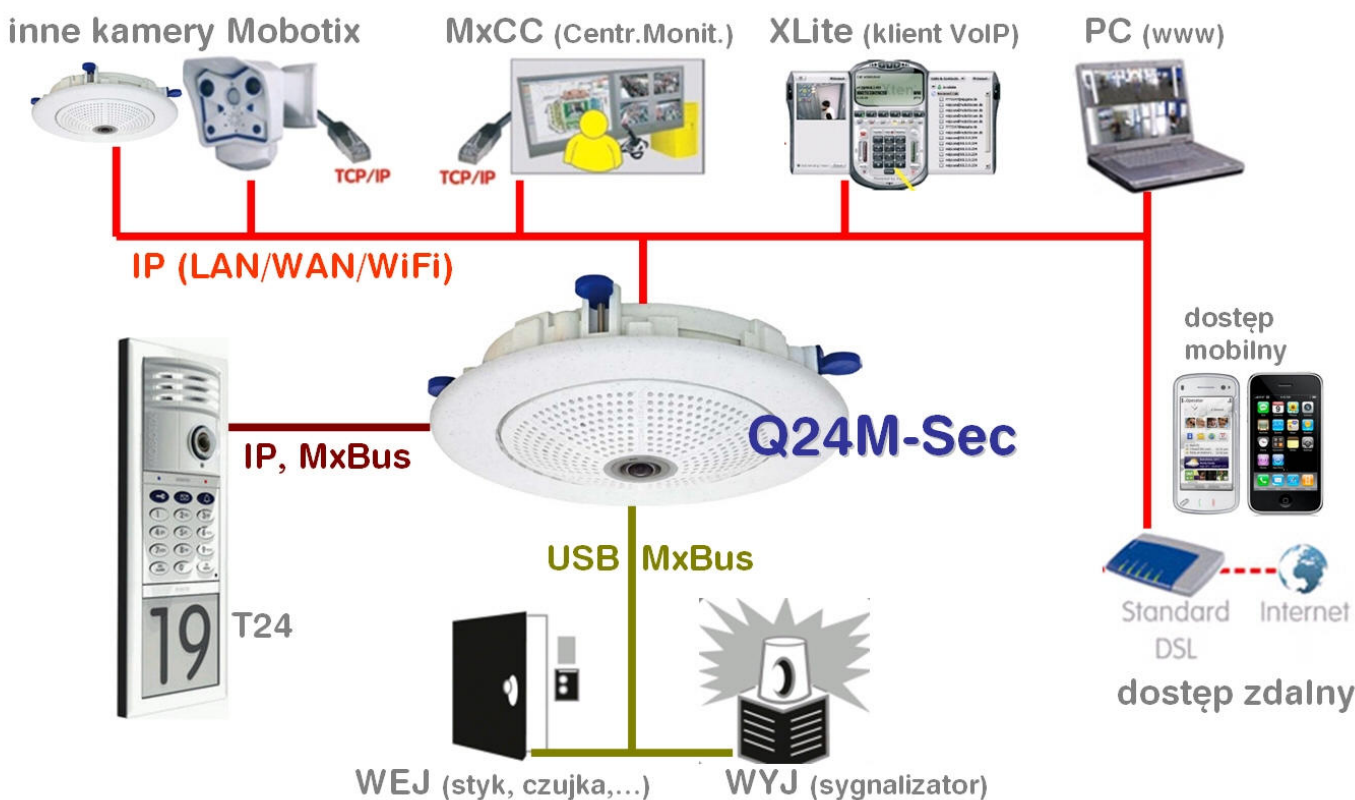 inne kamery Mobotix
MxCC (Centr.Monit.)
XLite (klient VoIP)
PC (www)
TCP/IP
TCP/IP
IP (LAN/WAN/WiFi)
dostęp
mobilny
Q24M-Sec
IP, MxBus
USB MxBus
T24
19
Standard
DSL
Internet
dostęp zdalny
WEJ (styk, czujka,...)
WYJ (sygnalizator)